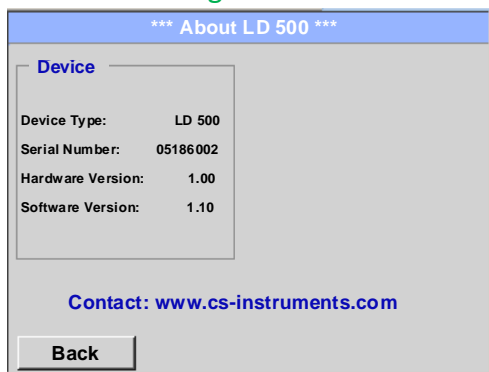 *** About LD 500 ***
Device
Device Type: LD 500
Serial Number: 05186002
Hardware Version: 1.00
Software Version: 1.10
Contact: www.cs-instruments.com
Back